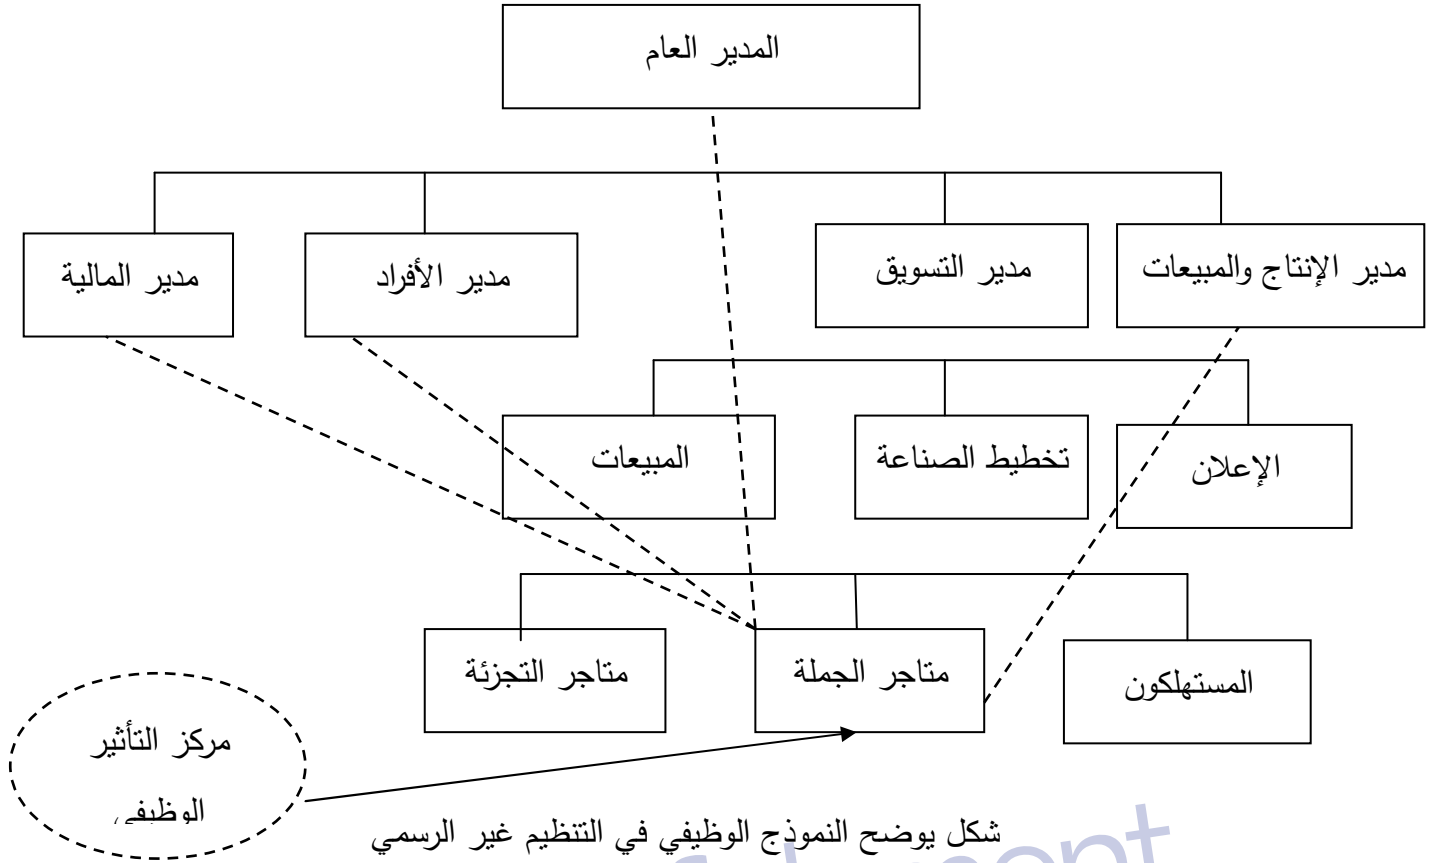 المدير العام
مدير الإنتاج والمبيعات
مدير التسويق
مدير الأفراد
مدير المالية
الإعلان
تخطيط الصناعة
المبيعات
المستهلكون
متاجر الجملة
متاجر التجزئة
مركز التأثير
الوظيفي
شكل يوضح النموذج الوظيفي في التنظيم غير الرسمي